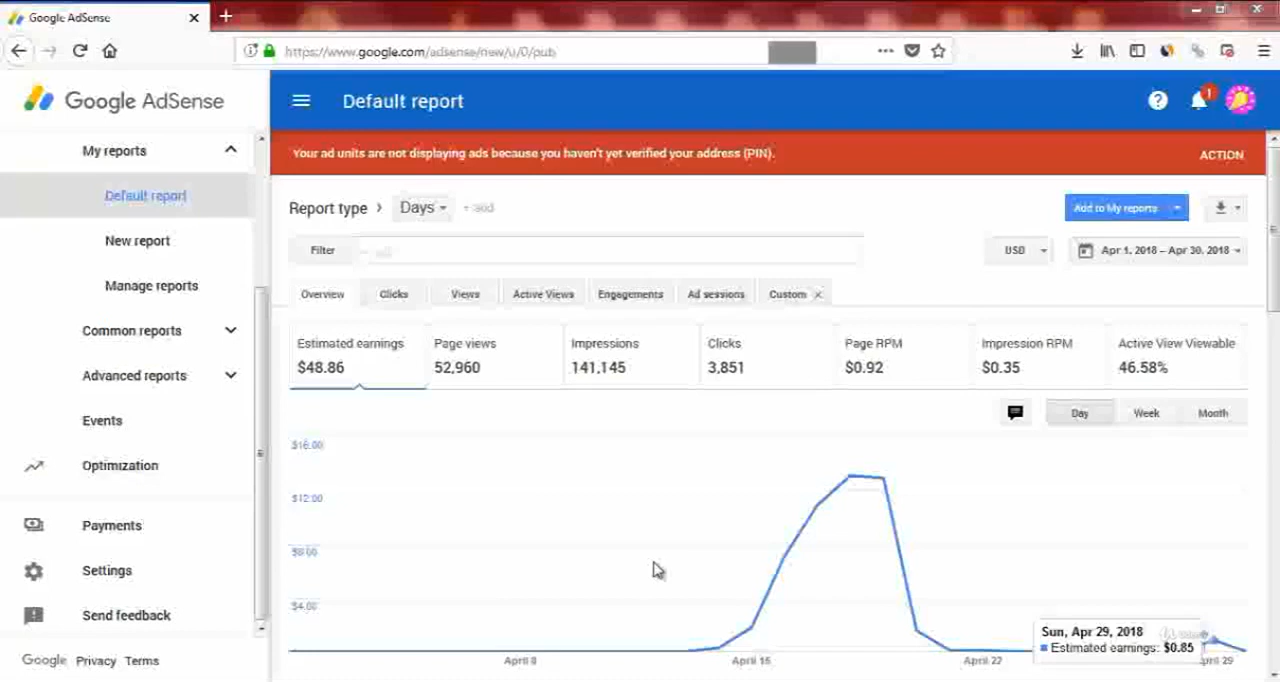 Google AdSense
https://www.google.com/adsense/new/u/0/pub
Google AdSense
Default report
1
My reports
Your ad units are not displaying ads because you haven't yet verified your address (PIN).
ACTION
Default report
Report type
Days
+ add
Add to My reports
New report
Filter
USD
Apr 1, 2018 – Apr 30, 2018
Manage reports
Overview
Clicks
Views
Active Views
Engagements
Ad sessions
Custom
Common reports
Advanced reports
Events
Optimization
Payments
Settings
Send feedback
Google Privacy Terms
Estimated earnings
$48.86
Page views
52,960
Impressions
141,145
Clicks
3,851
Page RPM
$0.92
Impression RPM
$0.35
Active View Viewable
46.58%
Day
Week
Month
$16.00
$12.00
$8.00
$4.00
Sun, Apr 29, 2018
Estimated earnings: $0.85
April 8
April 15
April 22